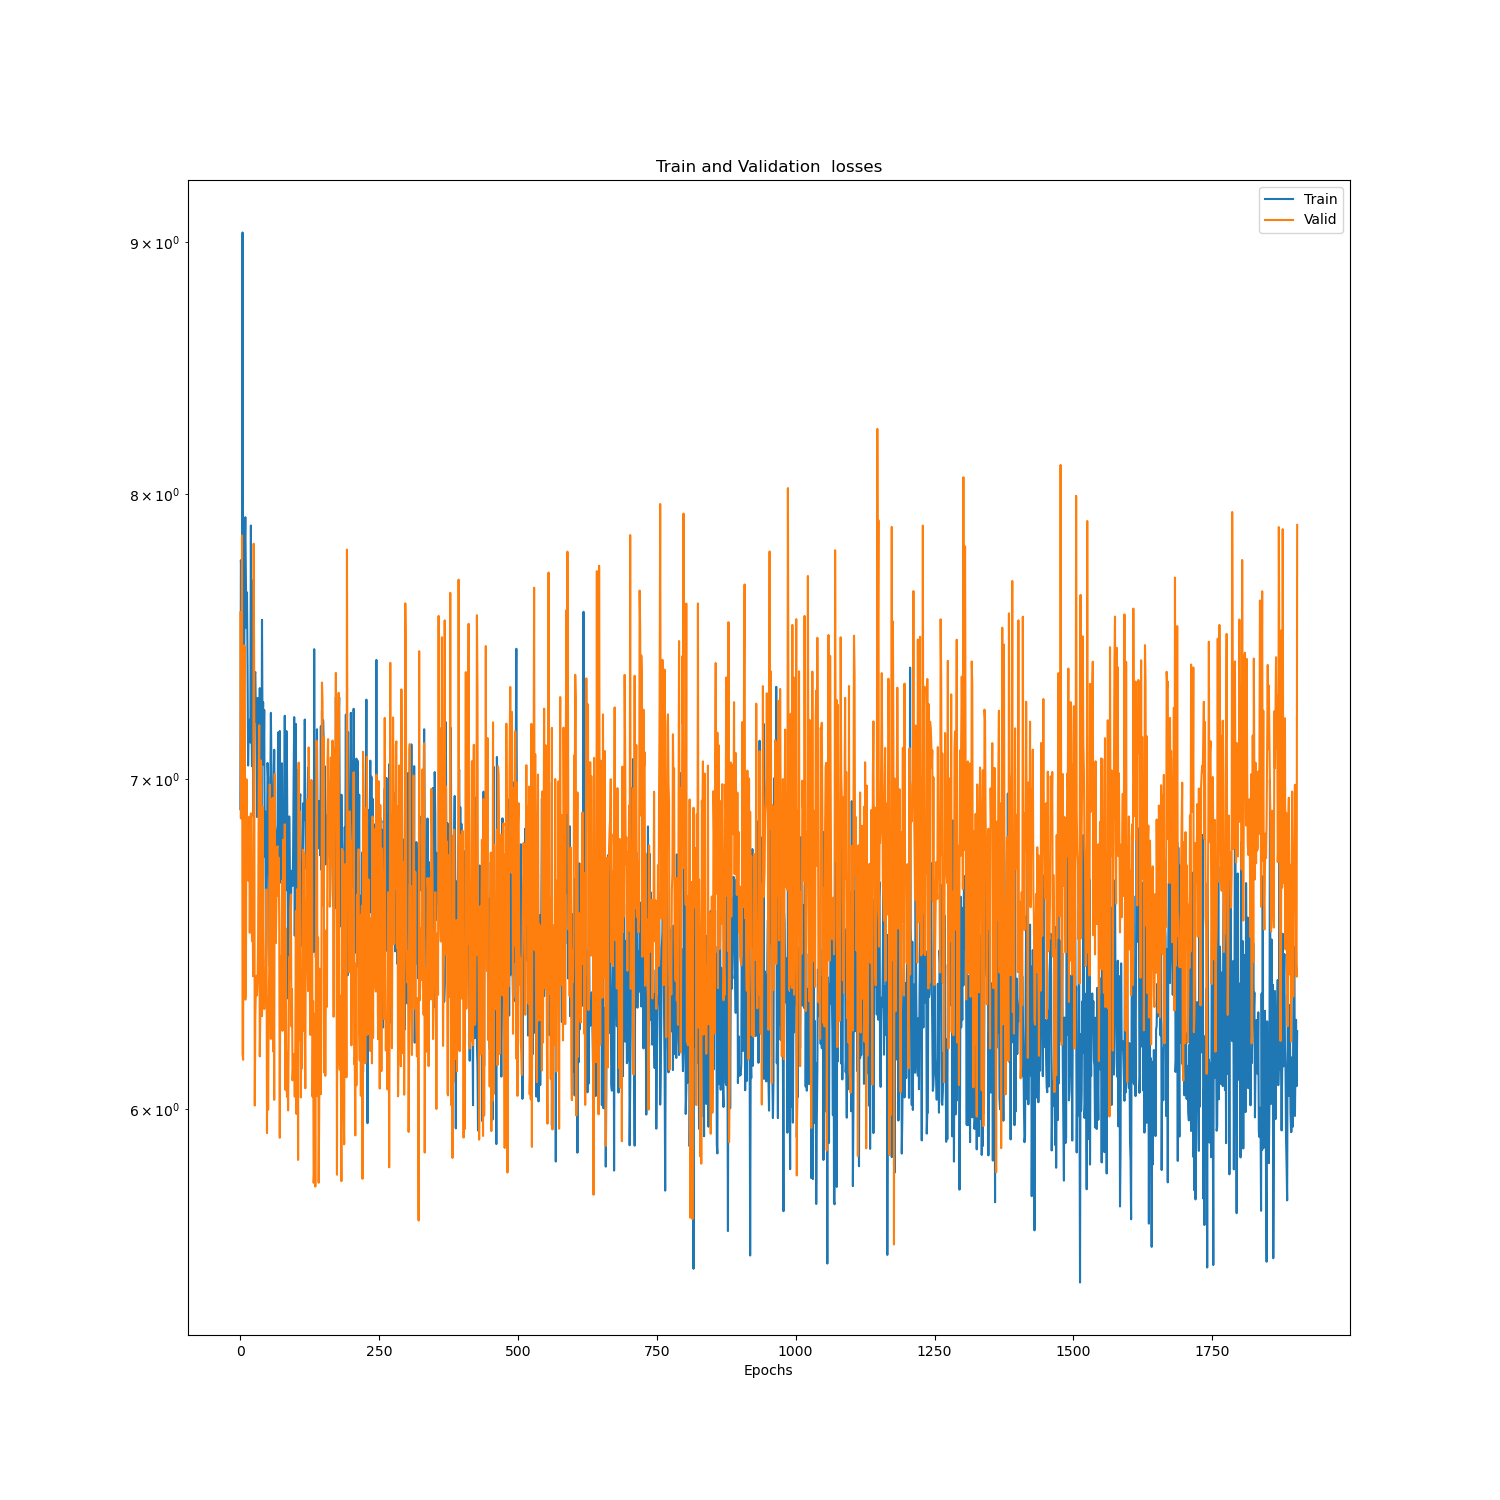 Train and Validation  losses
Train
Valid
9 × 10⁰
8 × 10⁰
7 × 10⁰
6 × 10⁰
0 250 500 750 1000 1250 1500 1750
Epochs